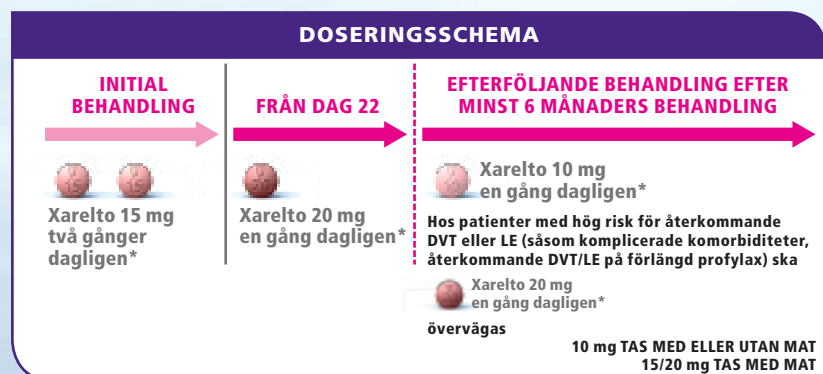 DOSERINGSSCHEMA
INITIAL
BEHANDLING
Xarelto 15 mg
två gånger
dagligen*
FRÅN DAG 22
Xarelto 20 mg
en gång dagligen*
EFTERFÖLJANDE BEHANDLING EFTER
MINST 6 MÅNADERS BEHANDLING
Xarelto 10 mg
en gång dagligen*
Hos patienter med hög risk för återkommande
DVT eller LE (såsom komplicerade komorbiditeter,
återkommande DVT/LE på förlängd profylax) ska
Xarelto 20 mg
en gång dagligen*
övervägas
10 mg TAS MED ELLER UTAN MAT
15/20 mg TAS MED MAT